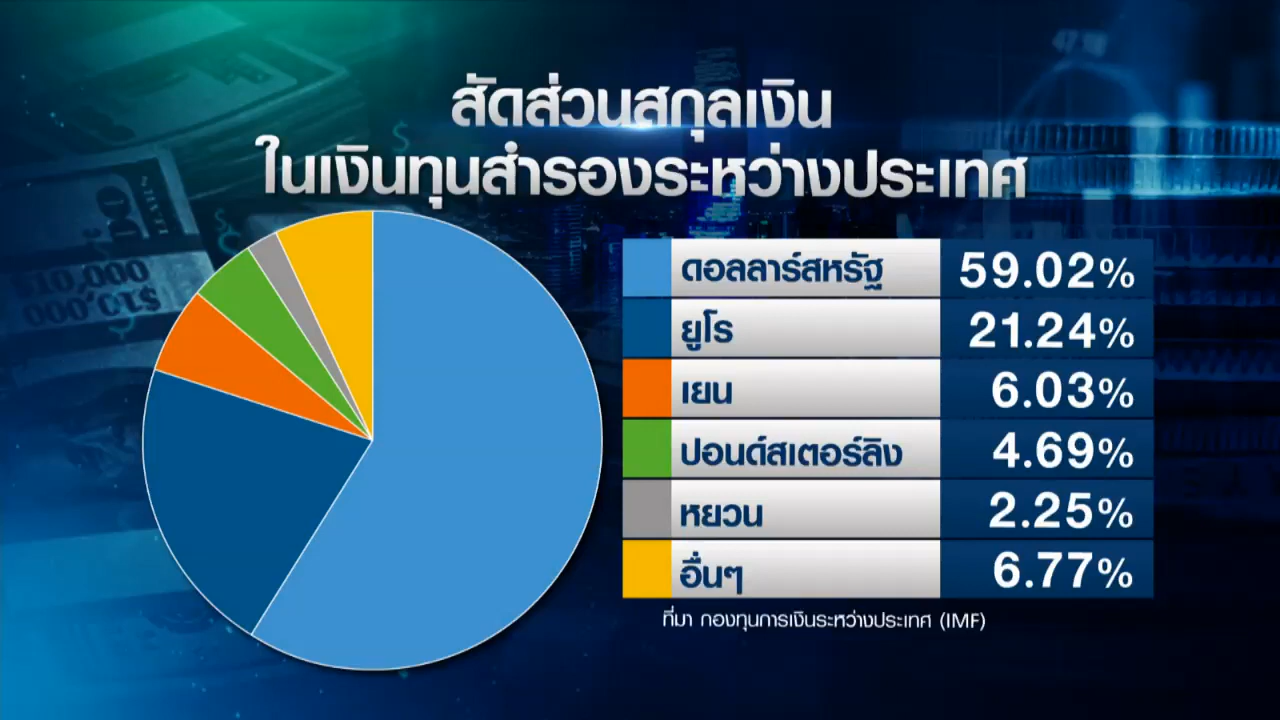 สัดส่วนสกุลเงิน
ในเงินทุนสำรองระหว่างประเทศ
ดอลลาร์สหรัฐ 59.02%
ยูโร 21.24%
เยน 6.03%
ปอนด์สเตอร์ลิง 4.69%
หยวน 2.25%
อื่นๆ 6.77%
ที่มา กองทุนการเงินระหว่างประเทศ (IMF)